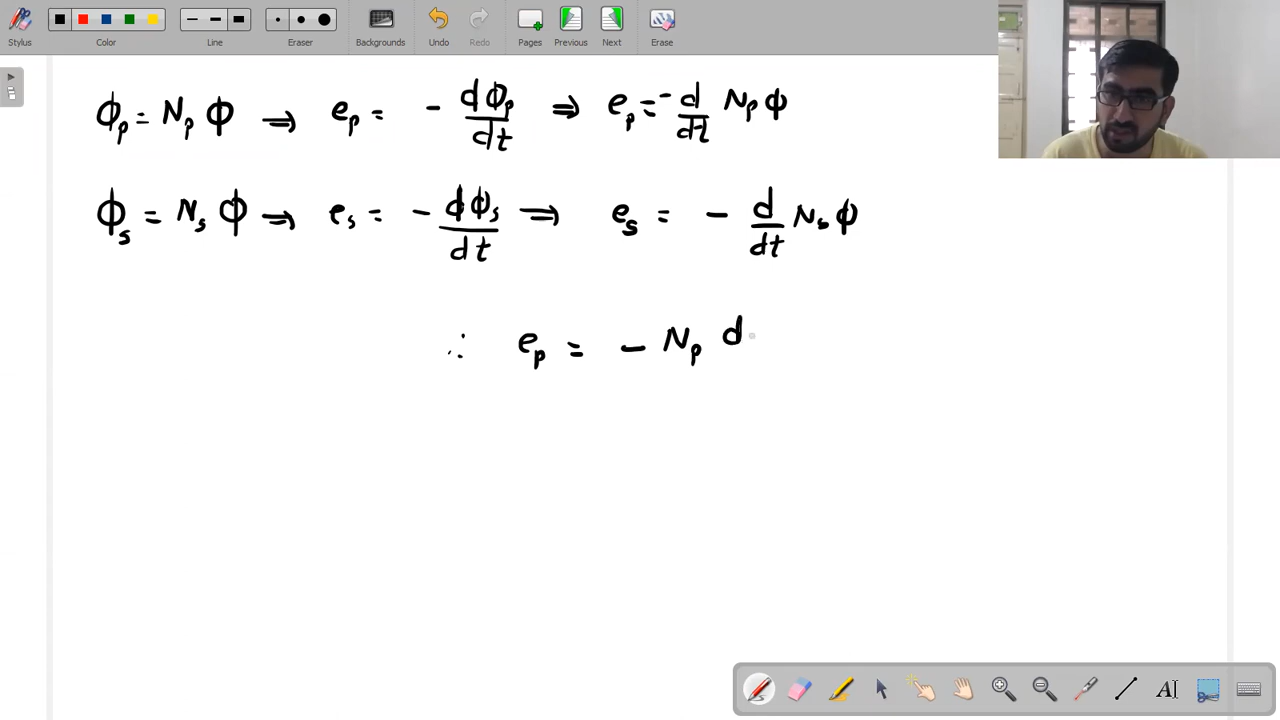 Stylus Color Line Eraser Backgrounds Undo Redo Pages Previous Next Erase
ϕₚ = Nₚ ϕ ⇒ eₚ = - dϕₚ/dt ⇒ eₚ = - d/dt Nₚ ϕ
ϕₛ = Nₛ ϕ ⇒ eₛ = - dϕₛ/dt ⇒ eₛ = - d/dt Nₛ ϕ
∴ eₚ = - Nₚ d